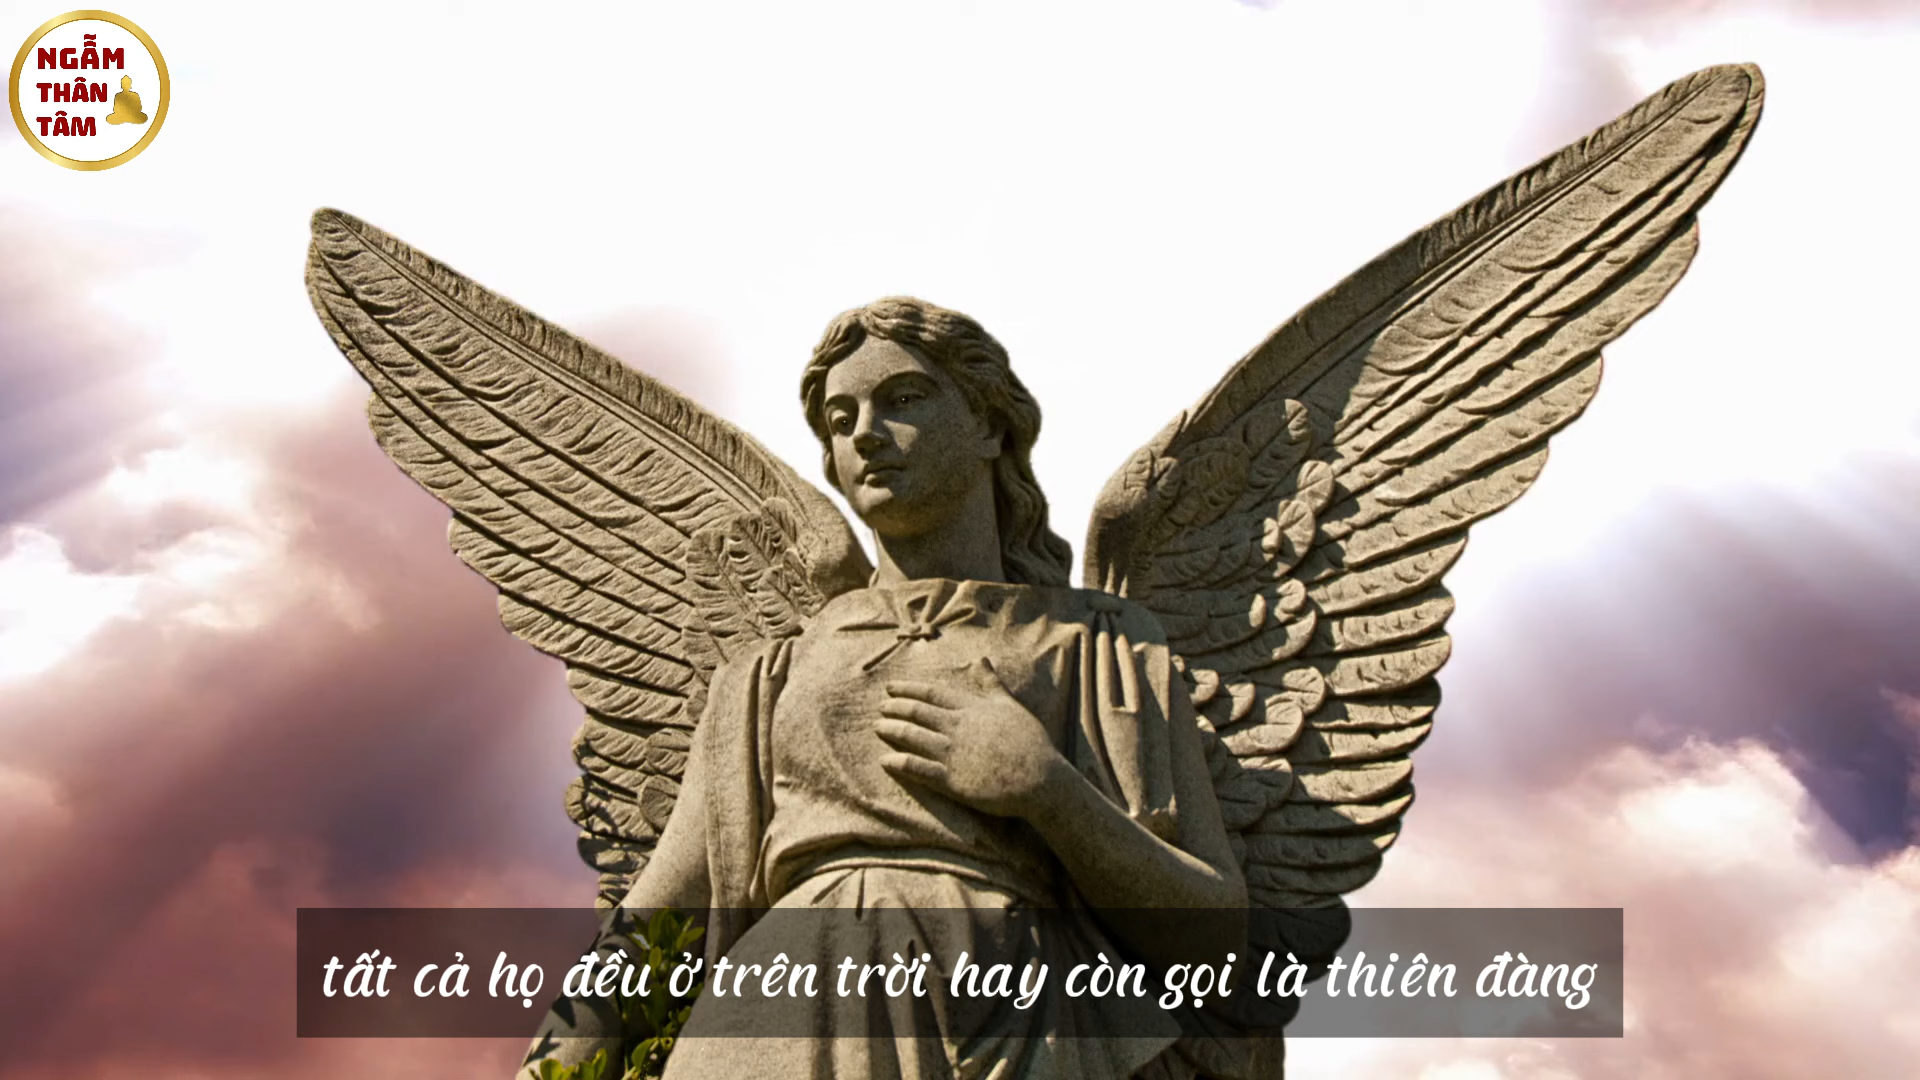 NGẪM
THÂN
TÂM
tất cả họ đều ở trên trời hay còn gọi là thiên đàng